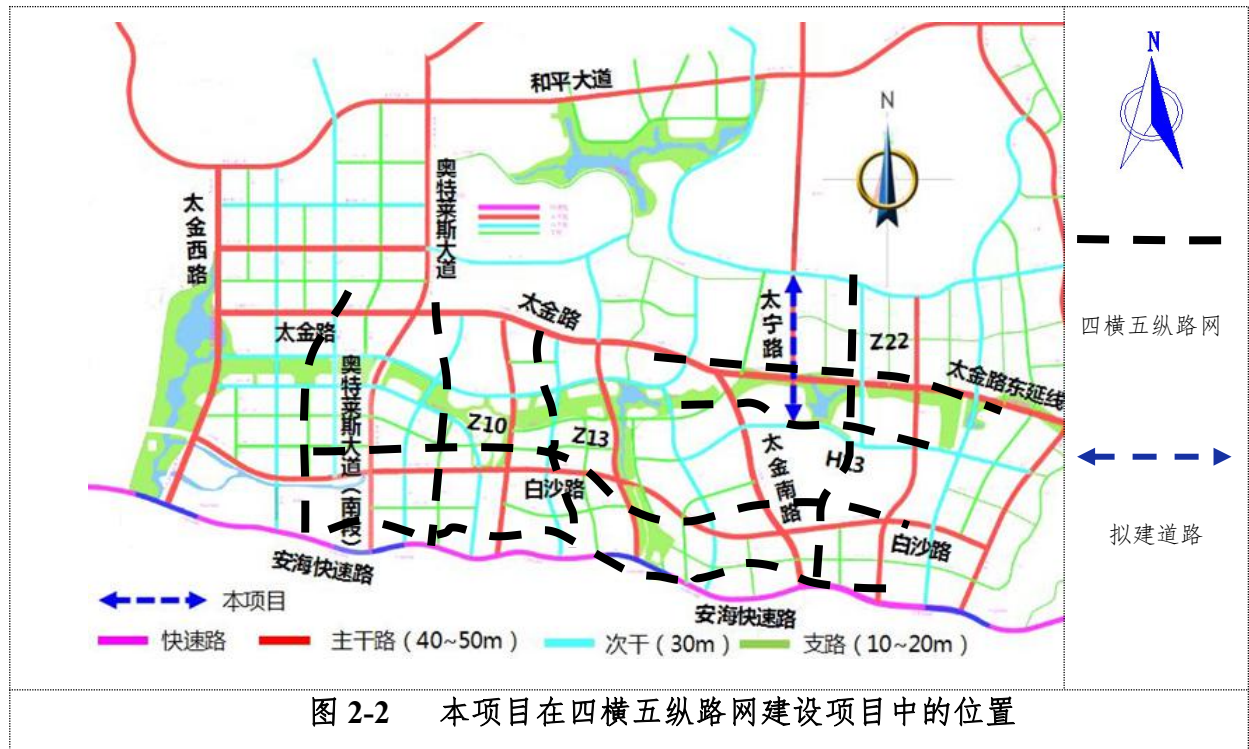 和平大道
N
N
太金西路
奥特莱斯大道
四横五纵路网
太金路
太金路
太宁路
Z22
太金路东延线
奥特莱斯大道（南段）
Z10
Z13
H23
太金南路
白沙路
白沙路
拟建道路
安海快速路
安海快速路
本项目
快速路
主干路（40~50m）
次干（30m）
支路（10~20m）
图 2-2 本项目在四横五纵路网建设项目中的位置